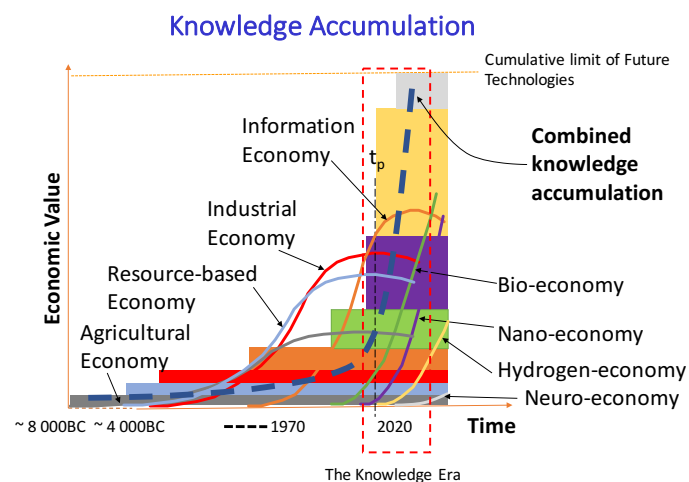 Knowledge Accumulation
Cumulative limit of Future
Technologies
Information
Economy
t_p
Combined
knowledge
accumulation
Industrial
Economy
Resource-based
Economy
Bio-economy
Agricultural
Economy
Nano-economy
Hydrogen-economy
Neuro-economy
Economic Value
~ 8 000BC
~ 4 000BC
1970
2020
Time
The Knowledge Era